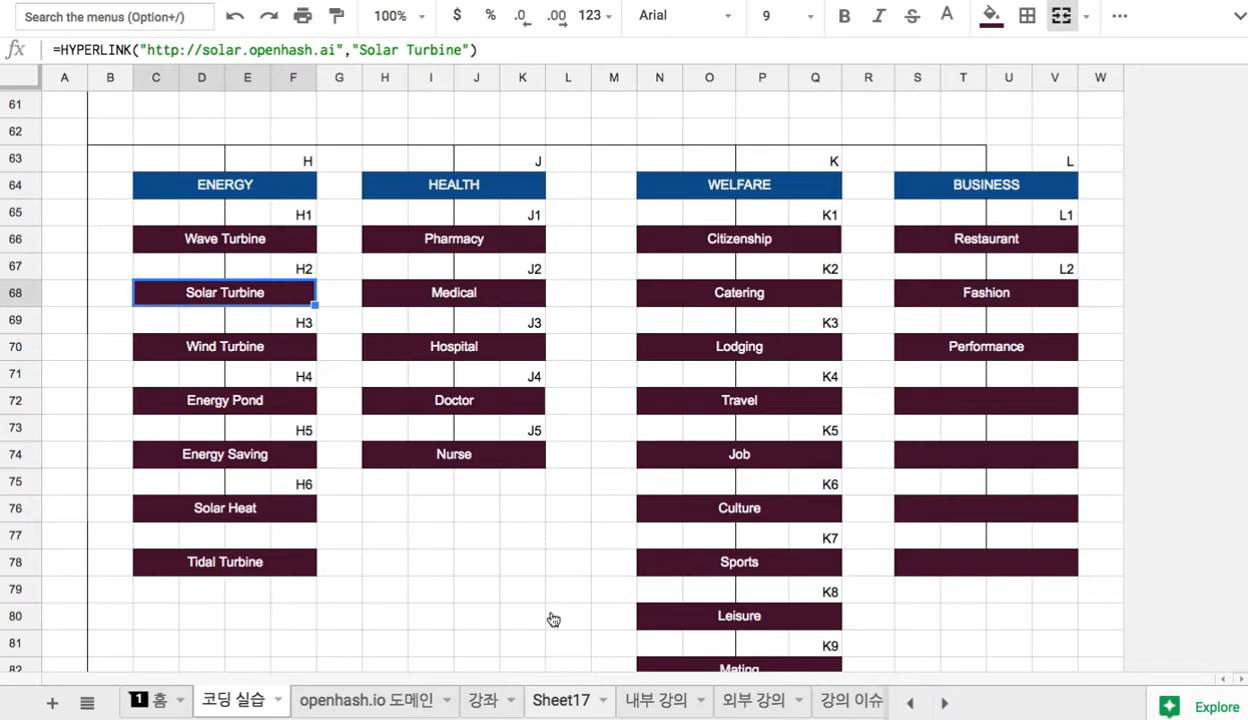 Search the menus (Option+/) 100% $ % .0 .00 123 Arial 9 B I S A
fx =HYPERLINK("http://solar.openhash.ai","Solar Turbine")
A B C D E F G H I J K L M N O P Q R S T U V W
61
62
63 H J K L
64 ENERGY HEALTH WELFARE BUSINESS
65 H1 J1 K1 L1
66 Wave Turbine Pharmacy Citizenship Restaurant
67 H2 J2 K2 L2
68 Solar Turbine Medical Catering Fashion
69 H3 J3 K3
70 Wind Turbine Hospital Lodging Performance
71 H4 J4 K4
72 Energy Pond Doctor Travel
73 H5 J5 K5
74 Energy Saving Nurse Job
75 H6 K6
76 Solar Heat Culture
77 K7
78 Tidal Turbine Sports
79 K8
80 Leisure
81 K9
82 Mating
+ 1 홈 코딩 실습 openhash.io 도메인 강좌 Sheet17 내부 강의 외부 강의 강의 이슈 Explore